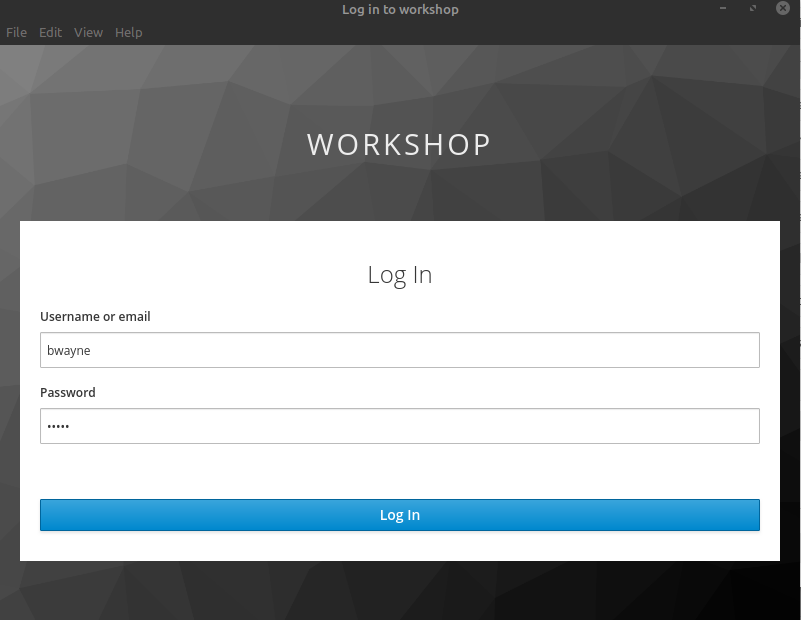 Log in to workshop
File Edit View Help
WORKSHOP
Log In
Username or email
bwayne
Password
•••••
Log In